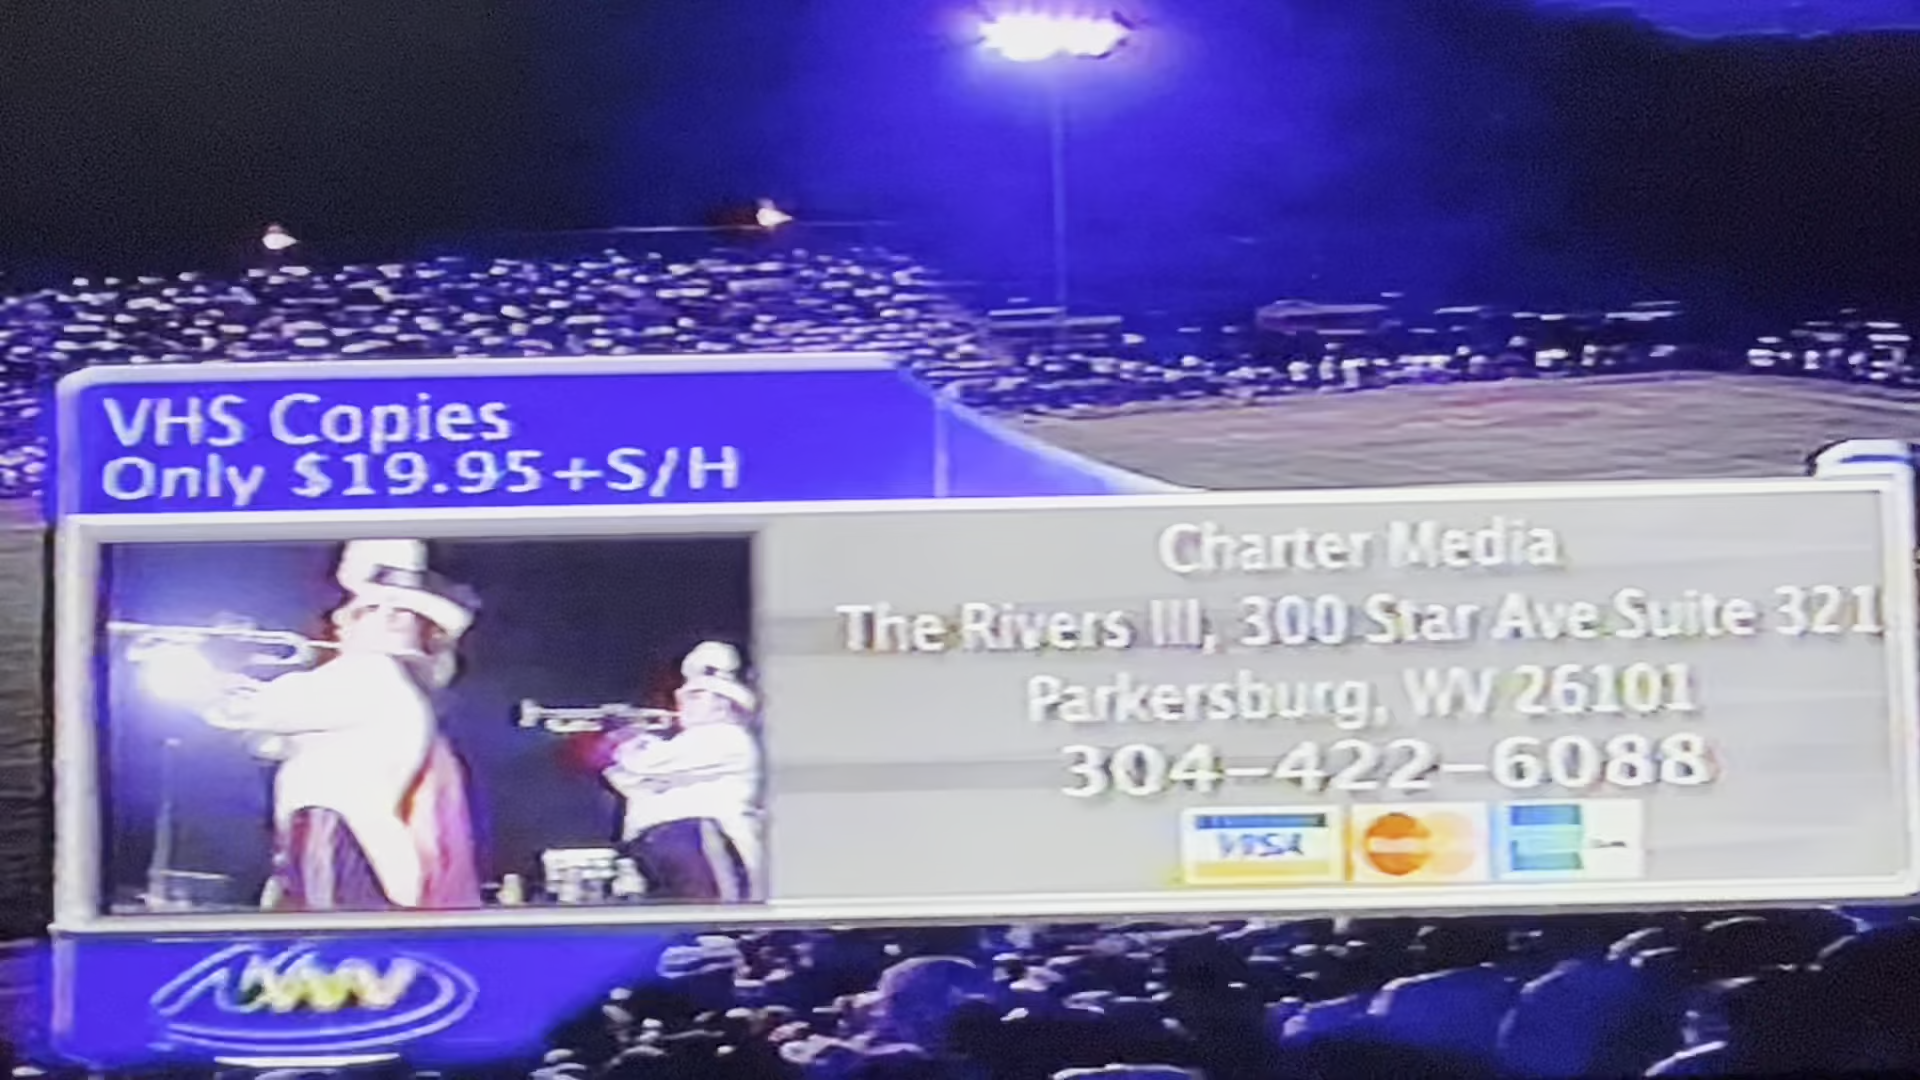 VHS Copies
Only $19.95+S/H
Charter Media
The Rivers III, 300 Star Ave Suite 321
Parkersburg, WV 26101
304-422-6088
VISA